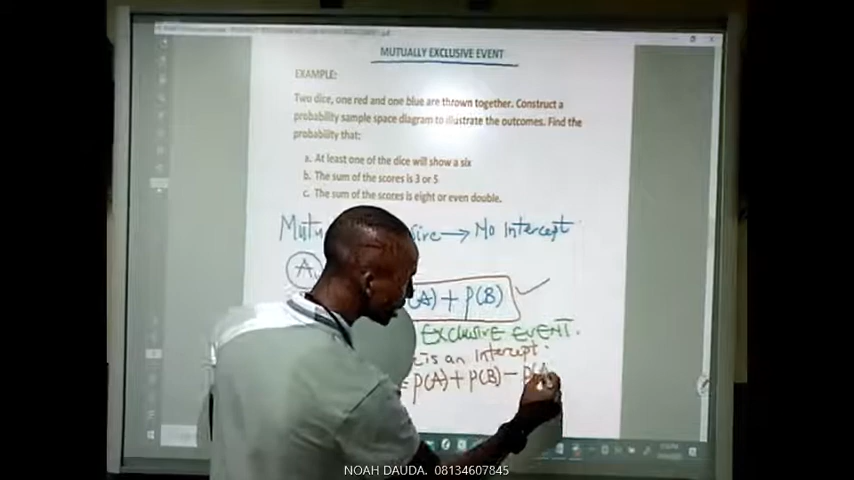 MUTUALLY EXCLUSIVE EVENT
EXAMPLE:
Two dice, one red and one blue are thrown together. Construct a
probability sample space diagram to illustrate the outcomes. Find the
probability that:
a. At least one of the dice will show a six
b. The sum of the scores is 3 or 5
c. The sum of the scores is eight or even double.
No Intercept
A
(A) + P(B)
EXCLUSIVE EVENT.
is an Intercept.
= P(A) + P(B) - P(A
NOAH DAUDA. 08134607845